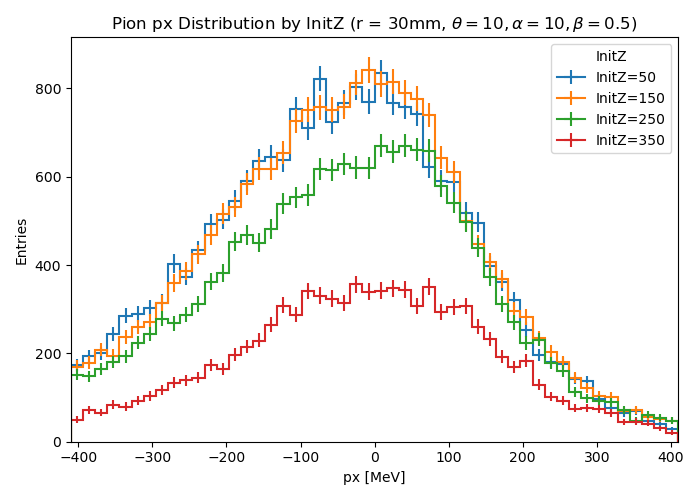 Pion px Distribution by InitZ (r = 30mm, θ = 10, α = 10, β = 0.5)
InitZ
InitZ=50
InitZ=150
InitZ=250
InitZ=350
Entries
800
600
400
200
0
−400 −300 −200 −100 0 100 200 300 400
px [MeV]